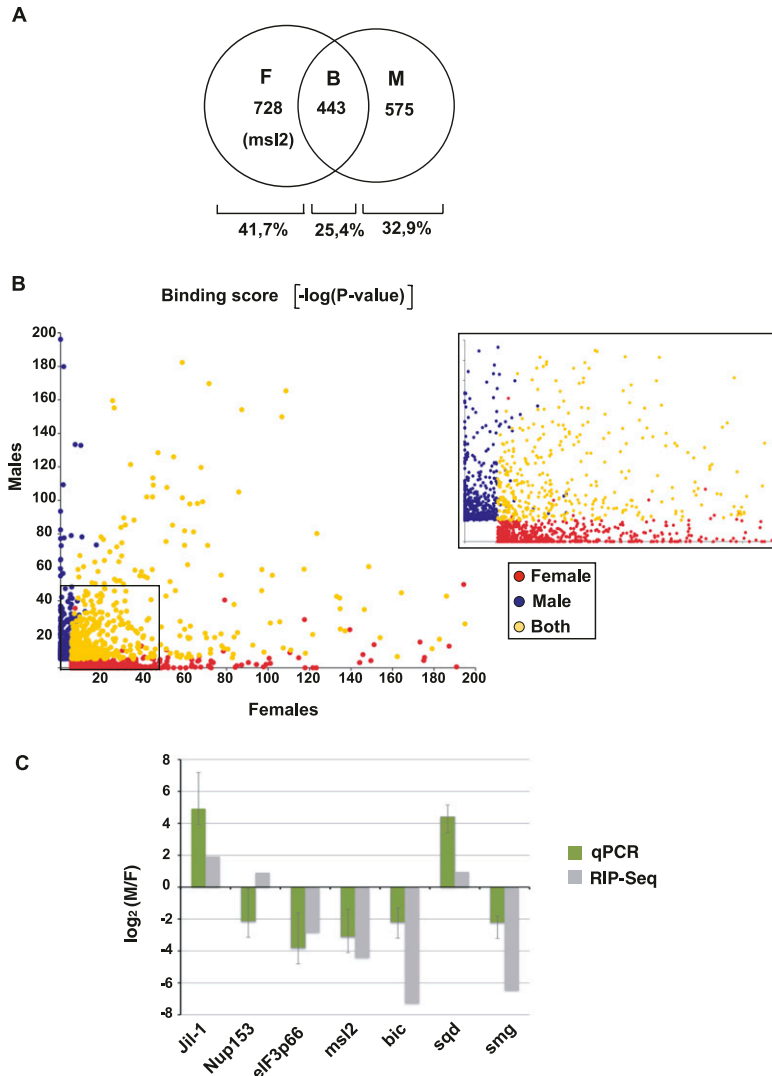 A
F B M
728 443 575
(msl2)
41,7% 25,4% 32,9%
B
Binding score [-log(P-value)]
200
180
160
140
120
100
80
60
40
20
Males
20 40 60 80 100 120 140 160 180 200
Females
Female
Male
Both
C
8
6
4
2
0
-2
-4
-6
-8
log2 (M/F)
Jil-1 Nup153 eIF3p66 msl2 bic sqd smg
qPCR
RIP-Seq